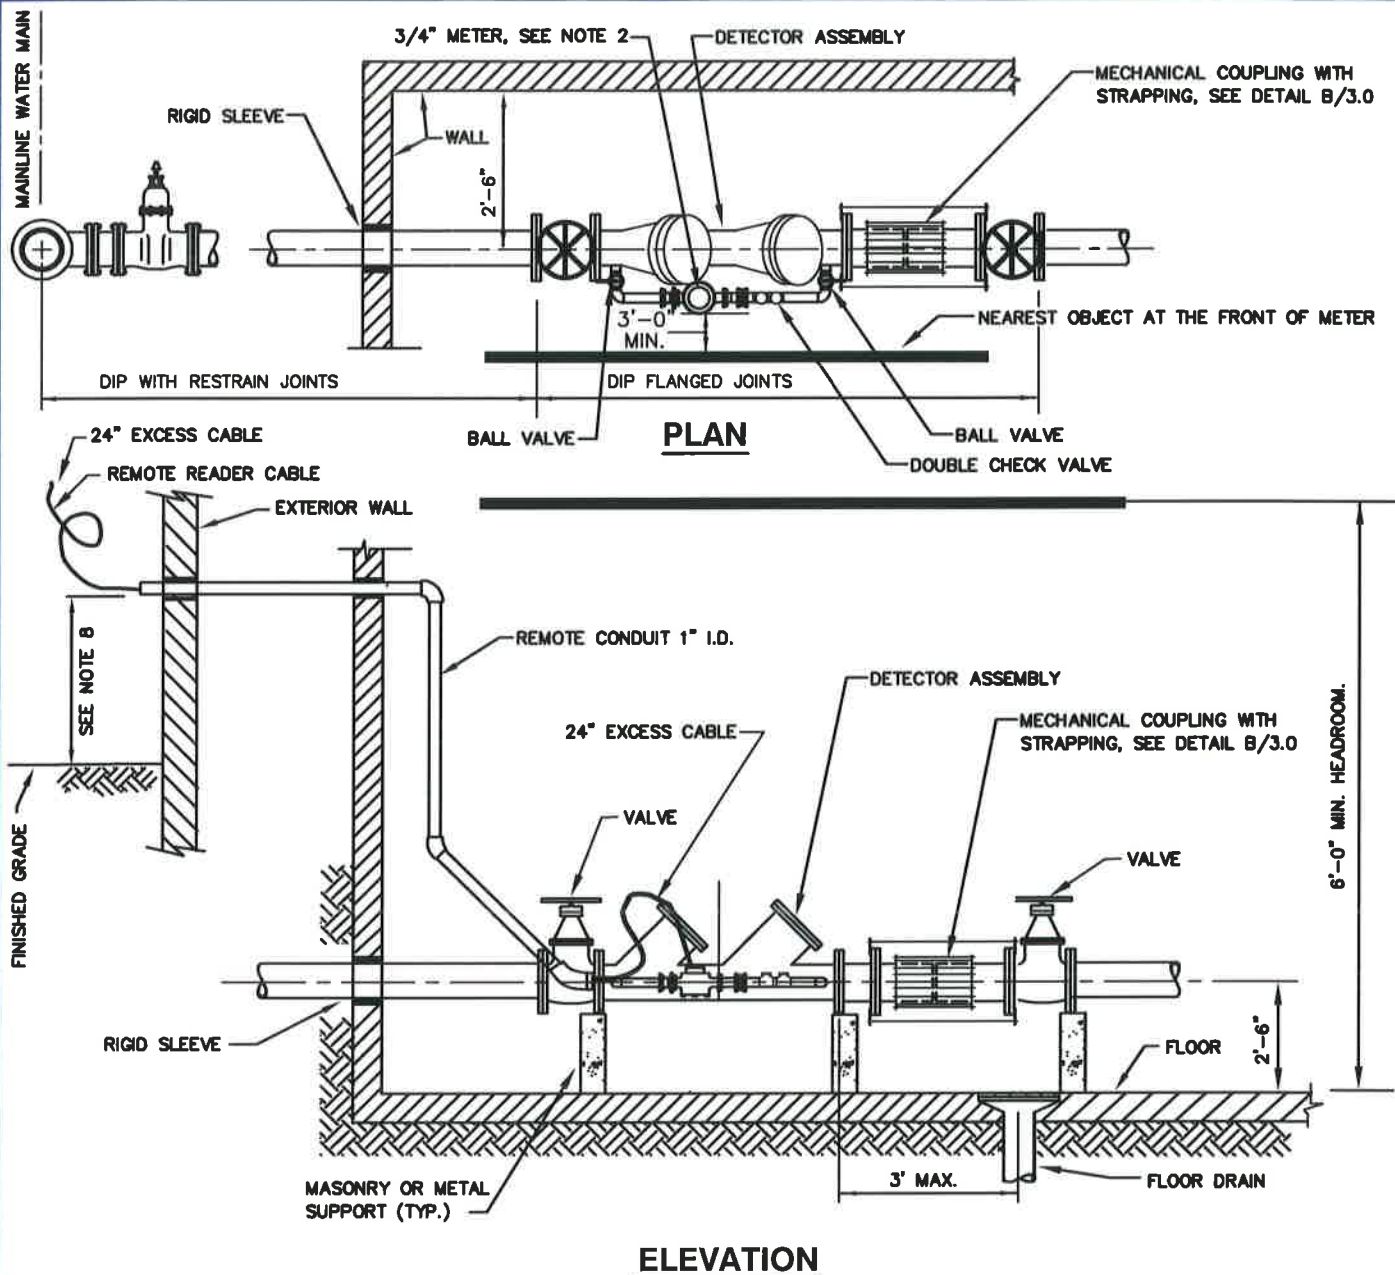 MAINLINE WATER MAIN
3/4" METER, SEE NOTE 2
DETECTOR ASSEMBLY
MECHANICAL COUPLING WITH
STRAPPING, SEE DETAIL B/3.0
RIGID SLEEVE
WALL
2'-6"
3'-0"
MIN.
NEAREST OBJECT AT THE FRONT OF METER
DIP WITH RESTRAIN JOINTS
DIP FLANGED JOINTS
BALL VALVE
PLAN
BALL VALVE
DOUBLE CHECK VALVE
24" EXCESS CABLE
REMOTE READER CABLE
EXTERIOR WALL
SEE NOTE 8
REMOTE CONDUIT 1" I.D.
DETECTOR ASSEMBLY
24" EXCESS CABLE
MECHANICAL COUPLING WITH
STRAPPING, SEE DETAIL B/3.0
6'-0" MIN. HEADROOM.
VALVE
VALVE
FINISHED GRADE
RIGID SLEEVE
FLOOR
2'-6"
3' MAX.
FLOOR DRAIN
MASONRY OR METAL
SUPPORT (TYP.)
ELEVATION